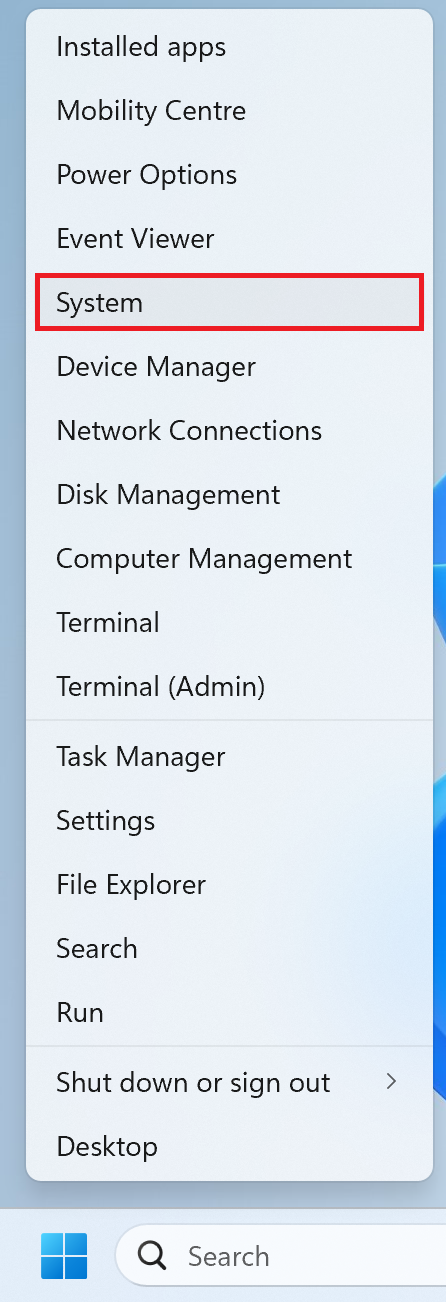 Installed apps
Mobility Centre
Power Options
Event Viewer
System
Device Manager
Network Connections
Disk Management
Computer Management
Terminal
Terminal (Admin)
Task Manager
Settings
File Explorer
Search
Run
Shut down or sign out
Desktop
Search